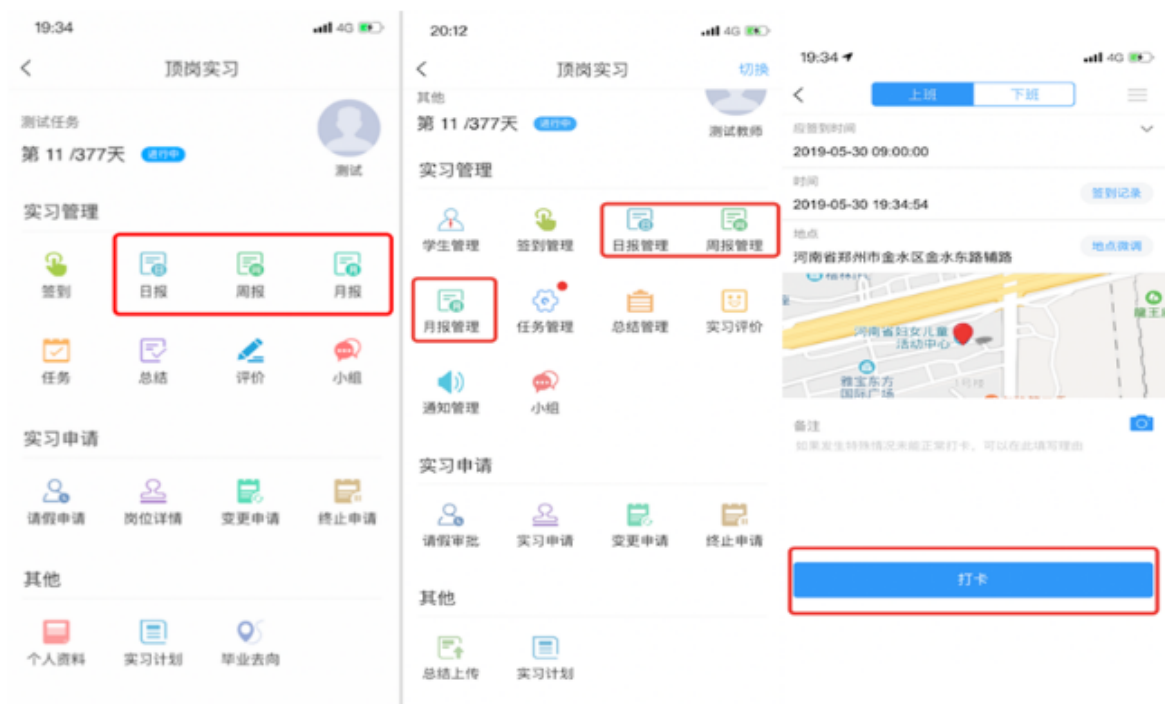 19:34
4G
顶岗实习
测试任务
第 11 /377天 进行中
测试
实习管理
签到 日报 周报 月报
任务 总结 评价 小组
实习申请
请假申请 岗位详情 变更申请 终止申请
其他
个人资料 实习计划 毕业去向
20:12
4G
顶岗实习 切换
其他
第 11 /377天 进行中
测试教师
实习管理
学生管理 签到管理 日报管理 周报管理
月报管理 任务管理 总结管理 实习评价
通知管理 小组
实习申请
请假审批 实习申请 变更申请 终止申请
其他
总结上传 实习计划
19:34
4G
上班 下班
应签到时间
2019-05-30 09:00:00
时间
2019-05-30 19:34:54
签到记录
地点
河南省郑州市金水区金水东路辅路
地点微调
河南省妇女儿童
活动中心
雅宝东方
国际广场
1号楼
备注
如果发生特殊情况未能正常打卡，可以在此填写理由
打卡